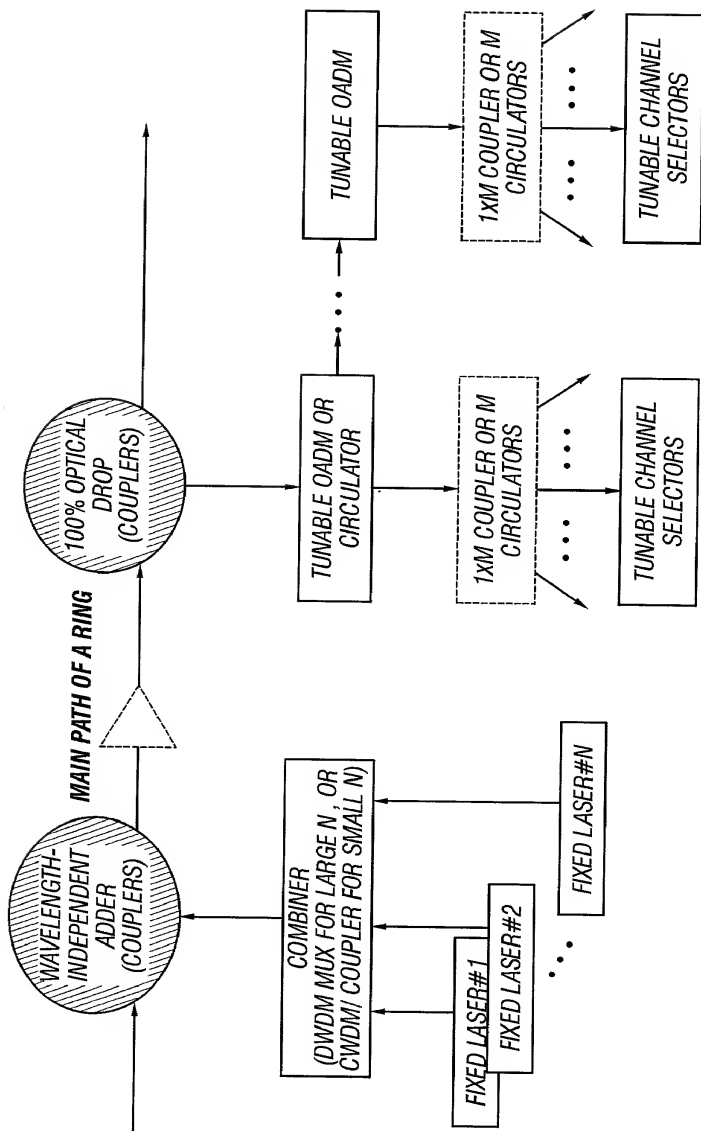 WAVELENGTH-
INDEPENDENT
ADDER
(COUPLERS)
MAIN PATH OF A RING
100% OPTICAL
DROP
(COUPLERS)
COMBINER
(DWDM MUX FOR LARGE N, OR
CWDM/ COUPLER FOR SMALL N)
FIXED LASER#1
FIXED LASER#2
FIXED LASER#N
TUNABLE OADM OR
CIRCULATOR
TUNABLE OADM
1xM COUPLER OR M
CIRCULATORS
1xM COUPLER OR M
CIRCULATORS
TUNABLE CHANNEL
SELECTORS
TUNABLE CHANNEL
SELECTORS